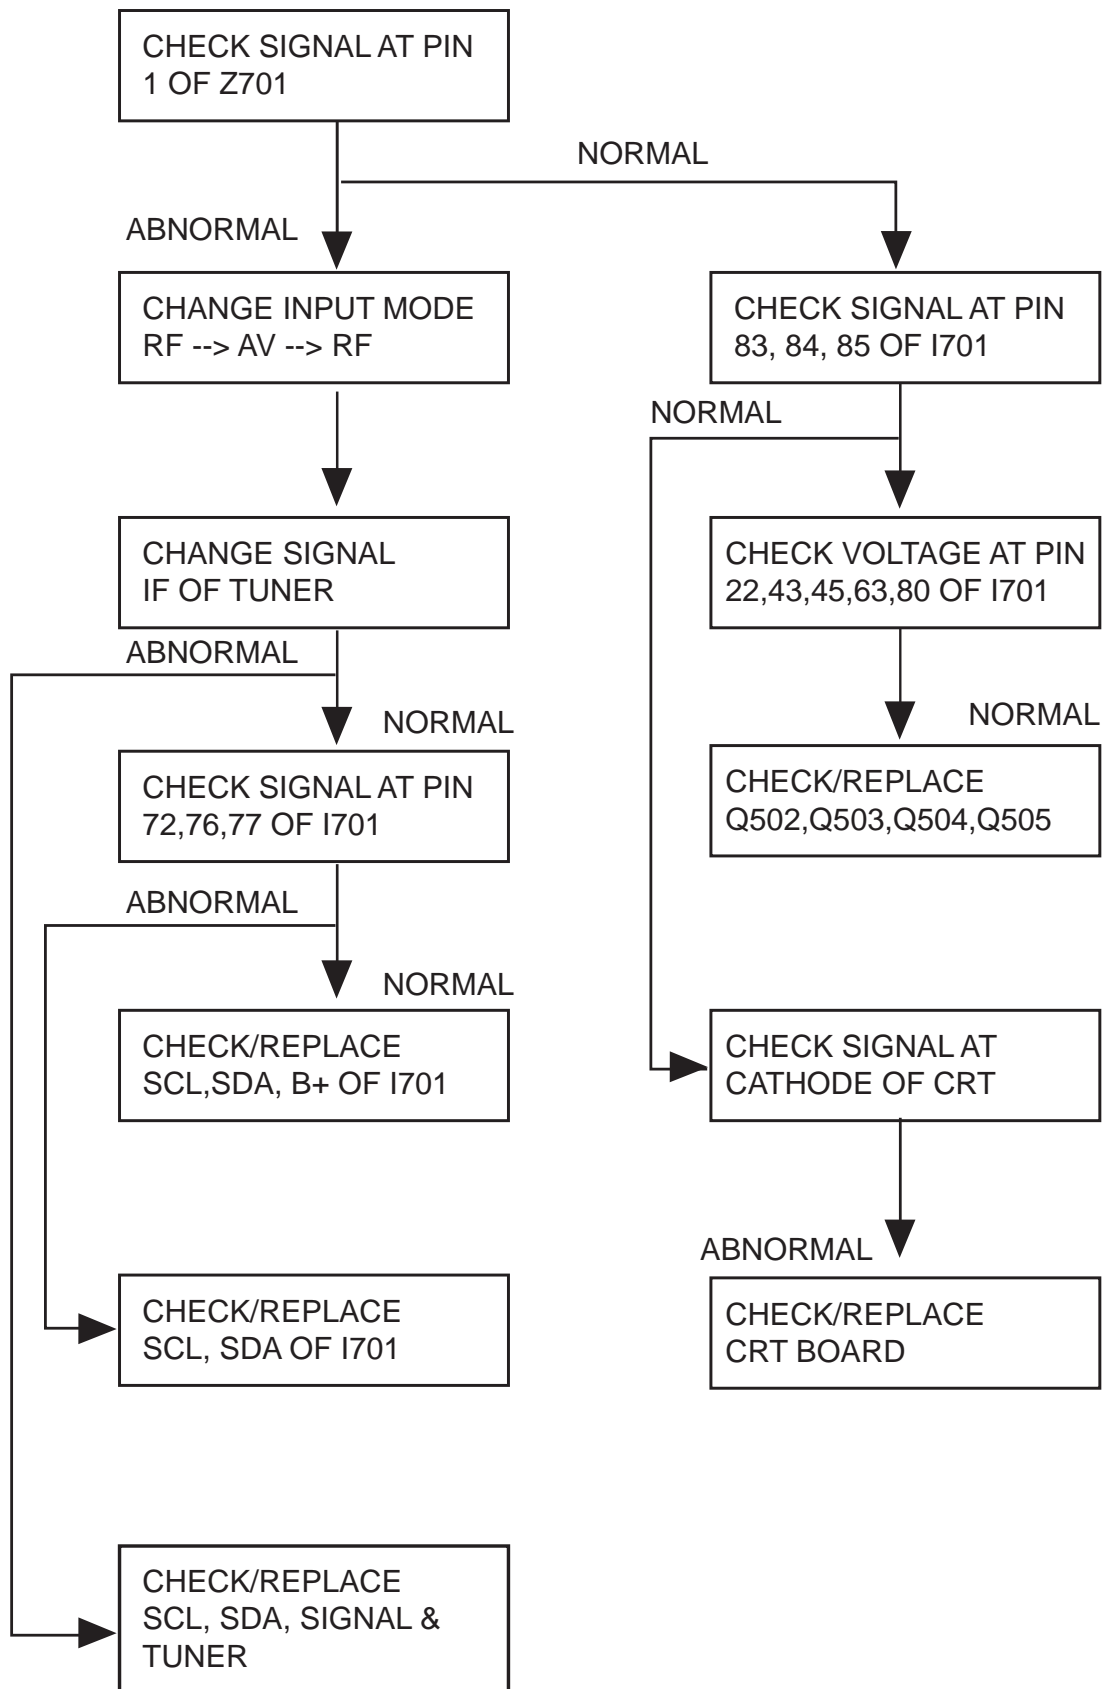 CHECK SIGNAL AT PIN
1 OF Z701
NORMAL
ABNORMAL
CHANGE INPUT MODE
RF --> AV --> RF
CHECK SIGNAL AT PIN
83, 84, 85 OF I701
NORMAL
CHANGE SIGNAL
IF OF TUNER
CHECK VOLTAGE AT PIN
22,43,45,63,80 OF I701
ABNORMAL
NORMAL
NORMAL
CHECK SIGNAL AT PIN
72,76,77 OF I701
CHECK/REPLACE
Q502,Q503,Q504,Q505
ABNORMAL
NORMAL
CHECK/REPLACE
SCL,SDA, B+ OF I701
CHECK SIGNAL AT
CATHODE OF CRT
ABNORMAL
CHECK/REPLACE
SCL, SDA OF I701
CHECK/REPLACE
CRT BOARD
CHECK/REPLACE
SCL, SDA, SIGNAL &
TUNER